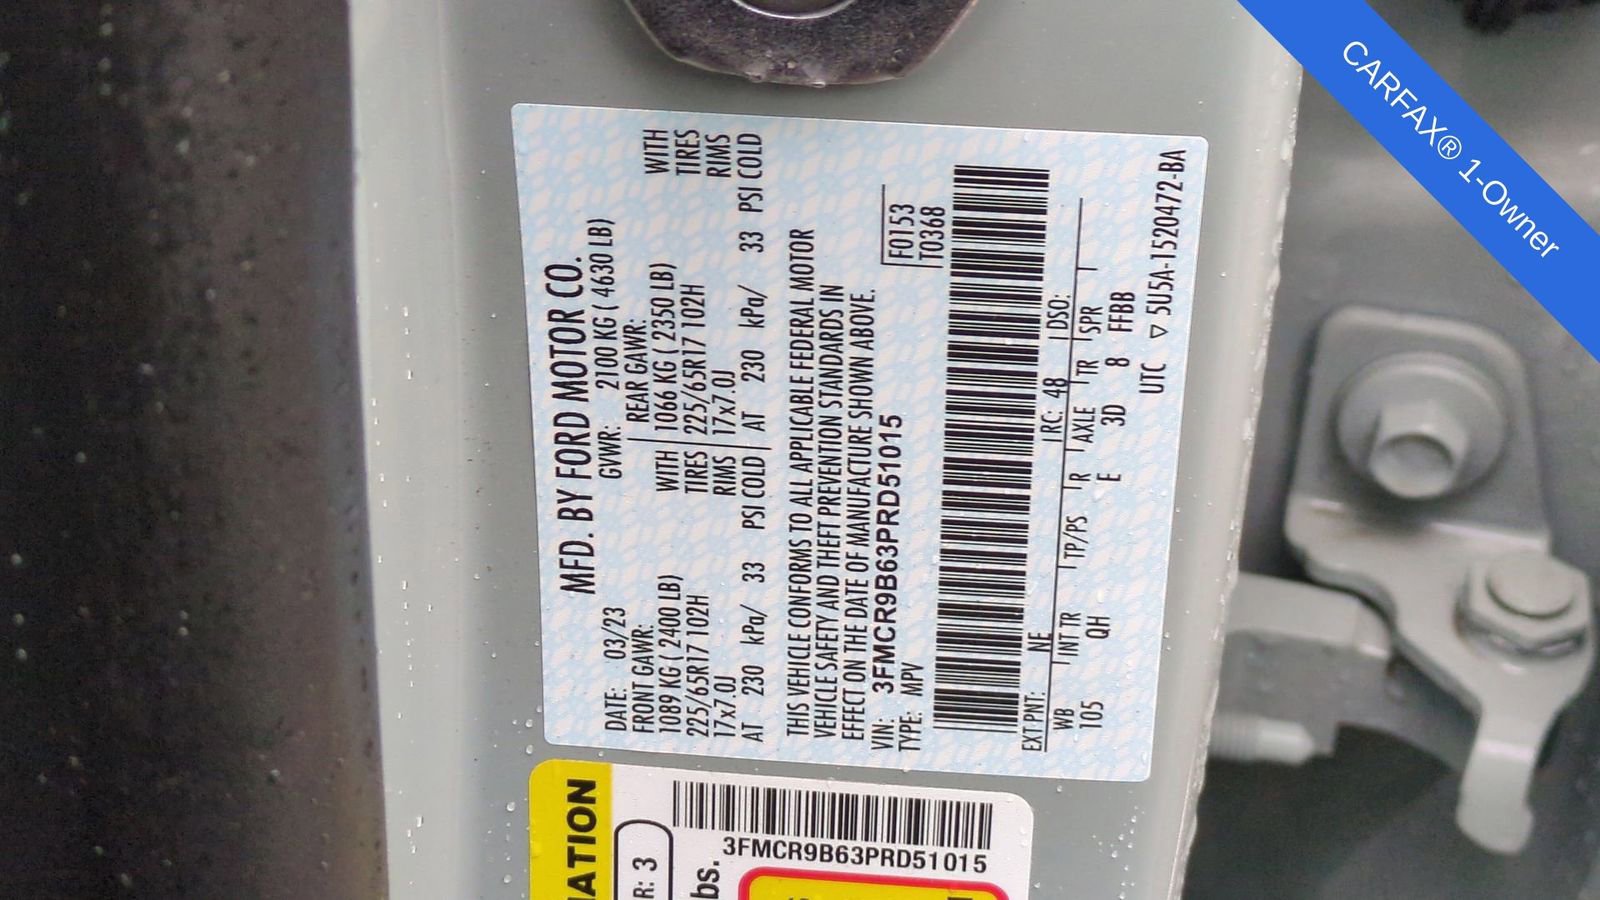 CARFAX® 1-Owner
MFD. BY FORD MOTOR CO.
DATE: 03/23 GVWR: 2100 KG ( 4630 LB)
FRONT GAWR: REAR GAWR:
1089 KG ( 2400 LB) WITH 1066 KG ( 2350 LB) WITH
225/65R17 102H TIRES 225/65R17 102H TIRES
17x7.0J RIMS 17x7.0J RIMS
AT 230 kPa/ 33 PSI COLD AT 230 kPa/ 33 PSI COLD
THIS VEHICLE CONFORMS TO ALL APPLICABLE FEDERAL MOTOR
VEHICLE SAFETY AND THEFT PREVENTION STANDARDS IN
EFFECT ON THE DATE OF MANUFACTURE SHOWN ABOVE.
VIN: 3FMCR9B63PRD51015 F0153
TYPE: MPV T0368
EXT PNT: NE RC: 48 DSO:
WB INT TR TP/PS R AXLE TR SPR
105 QH E 3D 8 FFBB
UTC ▽ 5U5A-1520472-BA
3FMCR9B63PRD51015